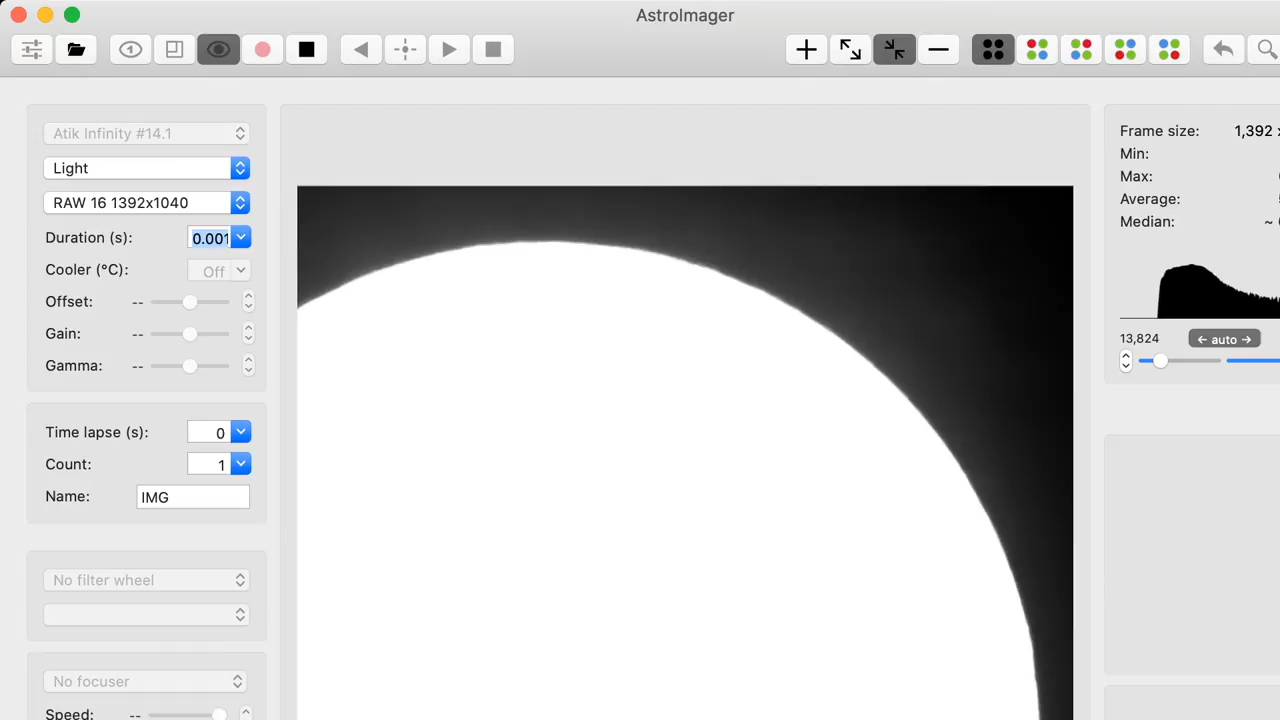 AstroImager
Atik Infinity #14.1
Light
RAW 16 1392x1040
Duration (s): 0.001
Cooler (°C): Off
Offset: --
Gain: --
Gamma: --
Time lapse (s): 0
Count: 1
Name: IMG
No filter wheel
No focuser
Speed: --
Frame size: 1,392
Min:
Max:
Average:
Median: ~
13,824 ← auto →